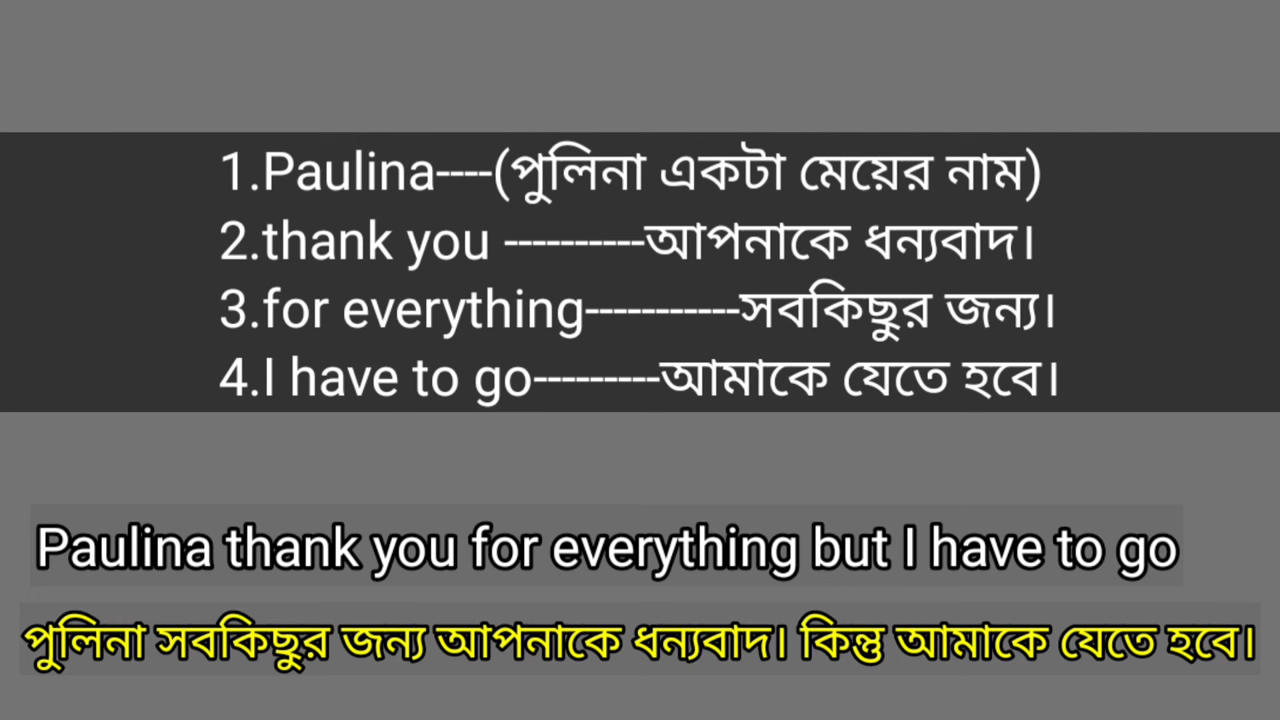 1.Paulina----(পুলিনা একটা মেয়ের নাম)
2.thank you ----------আপনাকে ধন্যবাদ।
3.for everything-----------সবকিছুর জন্য।
4.I have to go---------আমাকে যেতে হবে।
Paulina thank you for everything but I have to go
পুলিনা সবকিছুর জন্য আপনাকে ধন্যবাদ। কিন্তু আমাকে যেতে হবে।